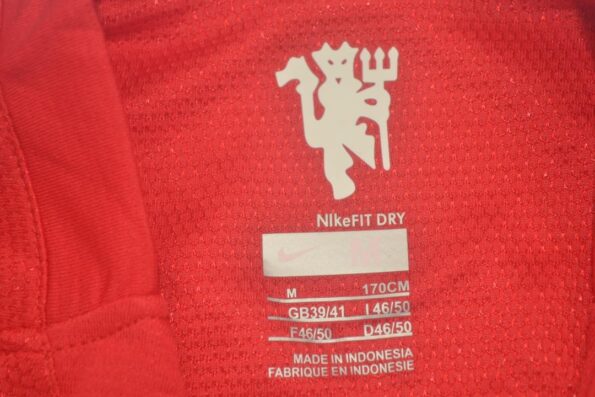 NIkeFIT DRY
M
M 170CM
GB39/41 I46/50
F46/50 D46/50
MADE IN INDONESIA
FABRIQUE EN INDONESIE